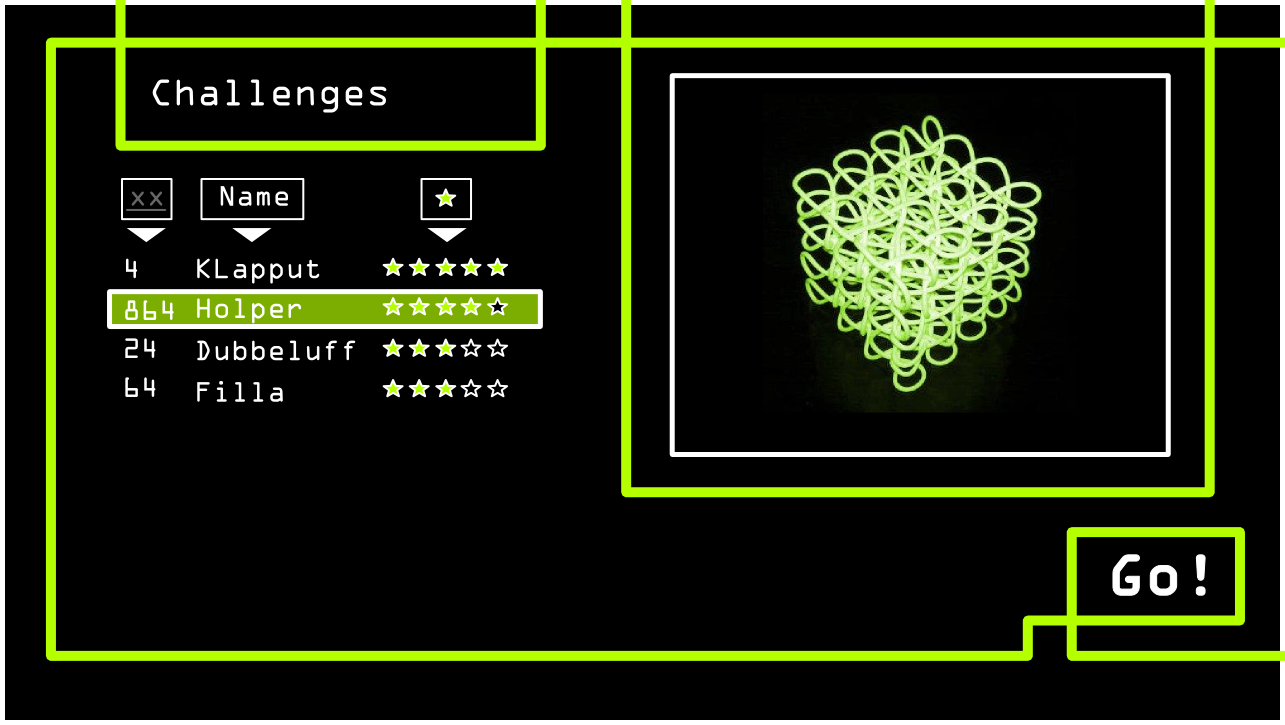 Challenges
xx Name
4 KLapput
864 Holper
24 Dubbeluff
64 Filla
Go!